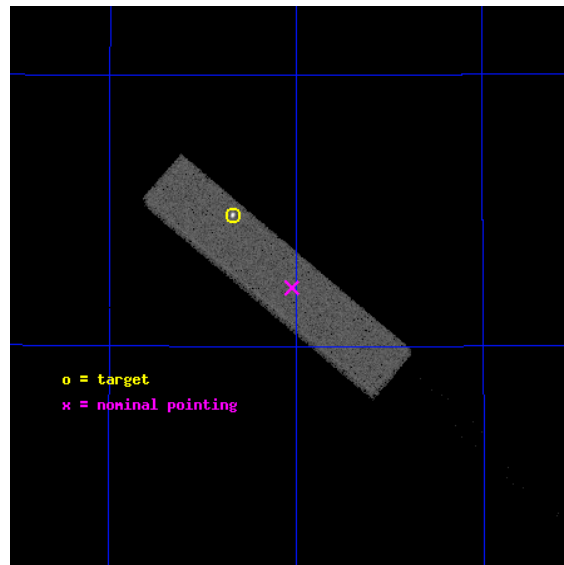 o = target
x = nominal pointing